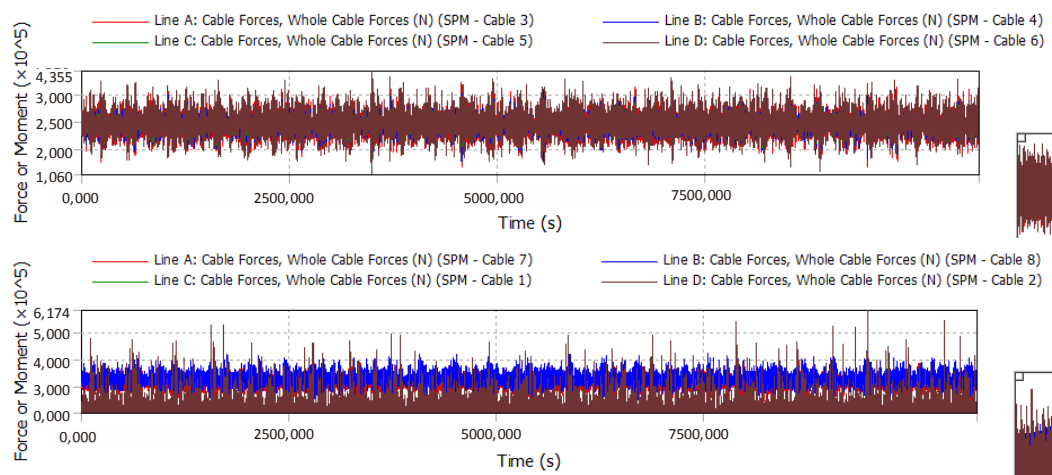 Line A: Cable Forces, Whole Cable Forces (N) (SPM - Cable 3)
Line B: Cable Forces, Whole Cable Forces (N) (SPM - Cable 4)
Line C: Cable Forces, Whole Cable Forces (N) (SPM - Cable 5)
Line D: Cable Forces, Whole Cable Forces (N) (SPM - Cable 6)
Force or Moment (×10^5)
4,355
3,000
2,500
2,000
1,060
0,000 2500,000 5000,000 7500,000
Time (s)
Line A: Cable Forces, Whole Cable Forces (N) (SPM - Cable 7)
Line B: Cable Forces, Whole Cable Forces (N) (SPM - Cable 8)
Line C: Cable Forces, Whole Cable Forces (N) (SPM - Cable 1)
Line D: Cable Forces, Whole Cable Forces (N) (SPM - Cable 2)
Force or Moment (×10^5)
6,174
5,000
4,000
3,000
0,000
0,000 2500,000 5000,000 7500,000
Time (s)